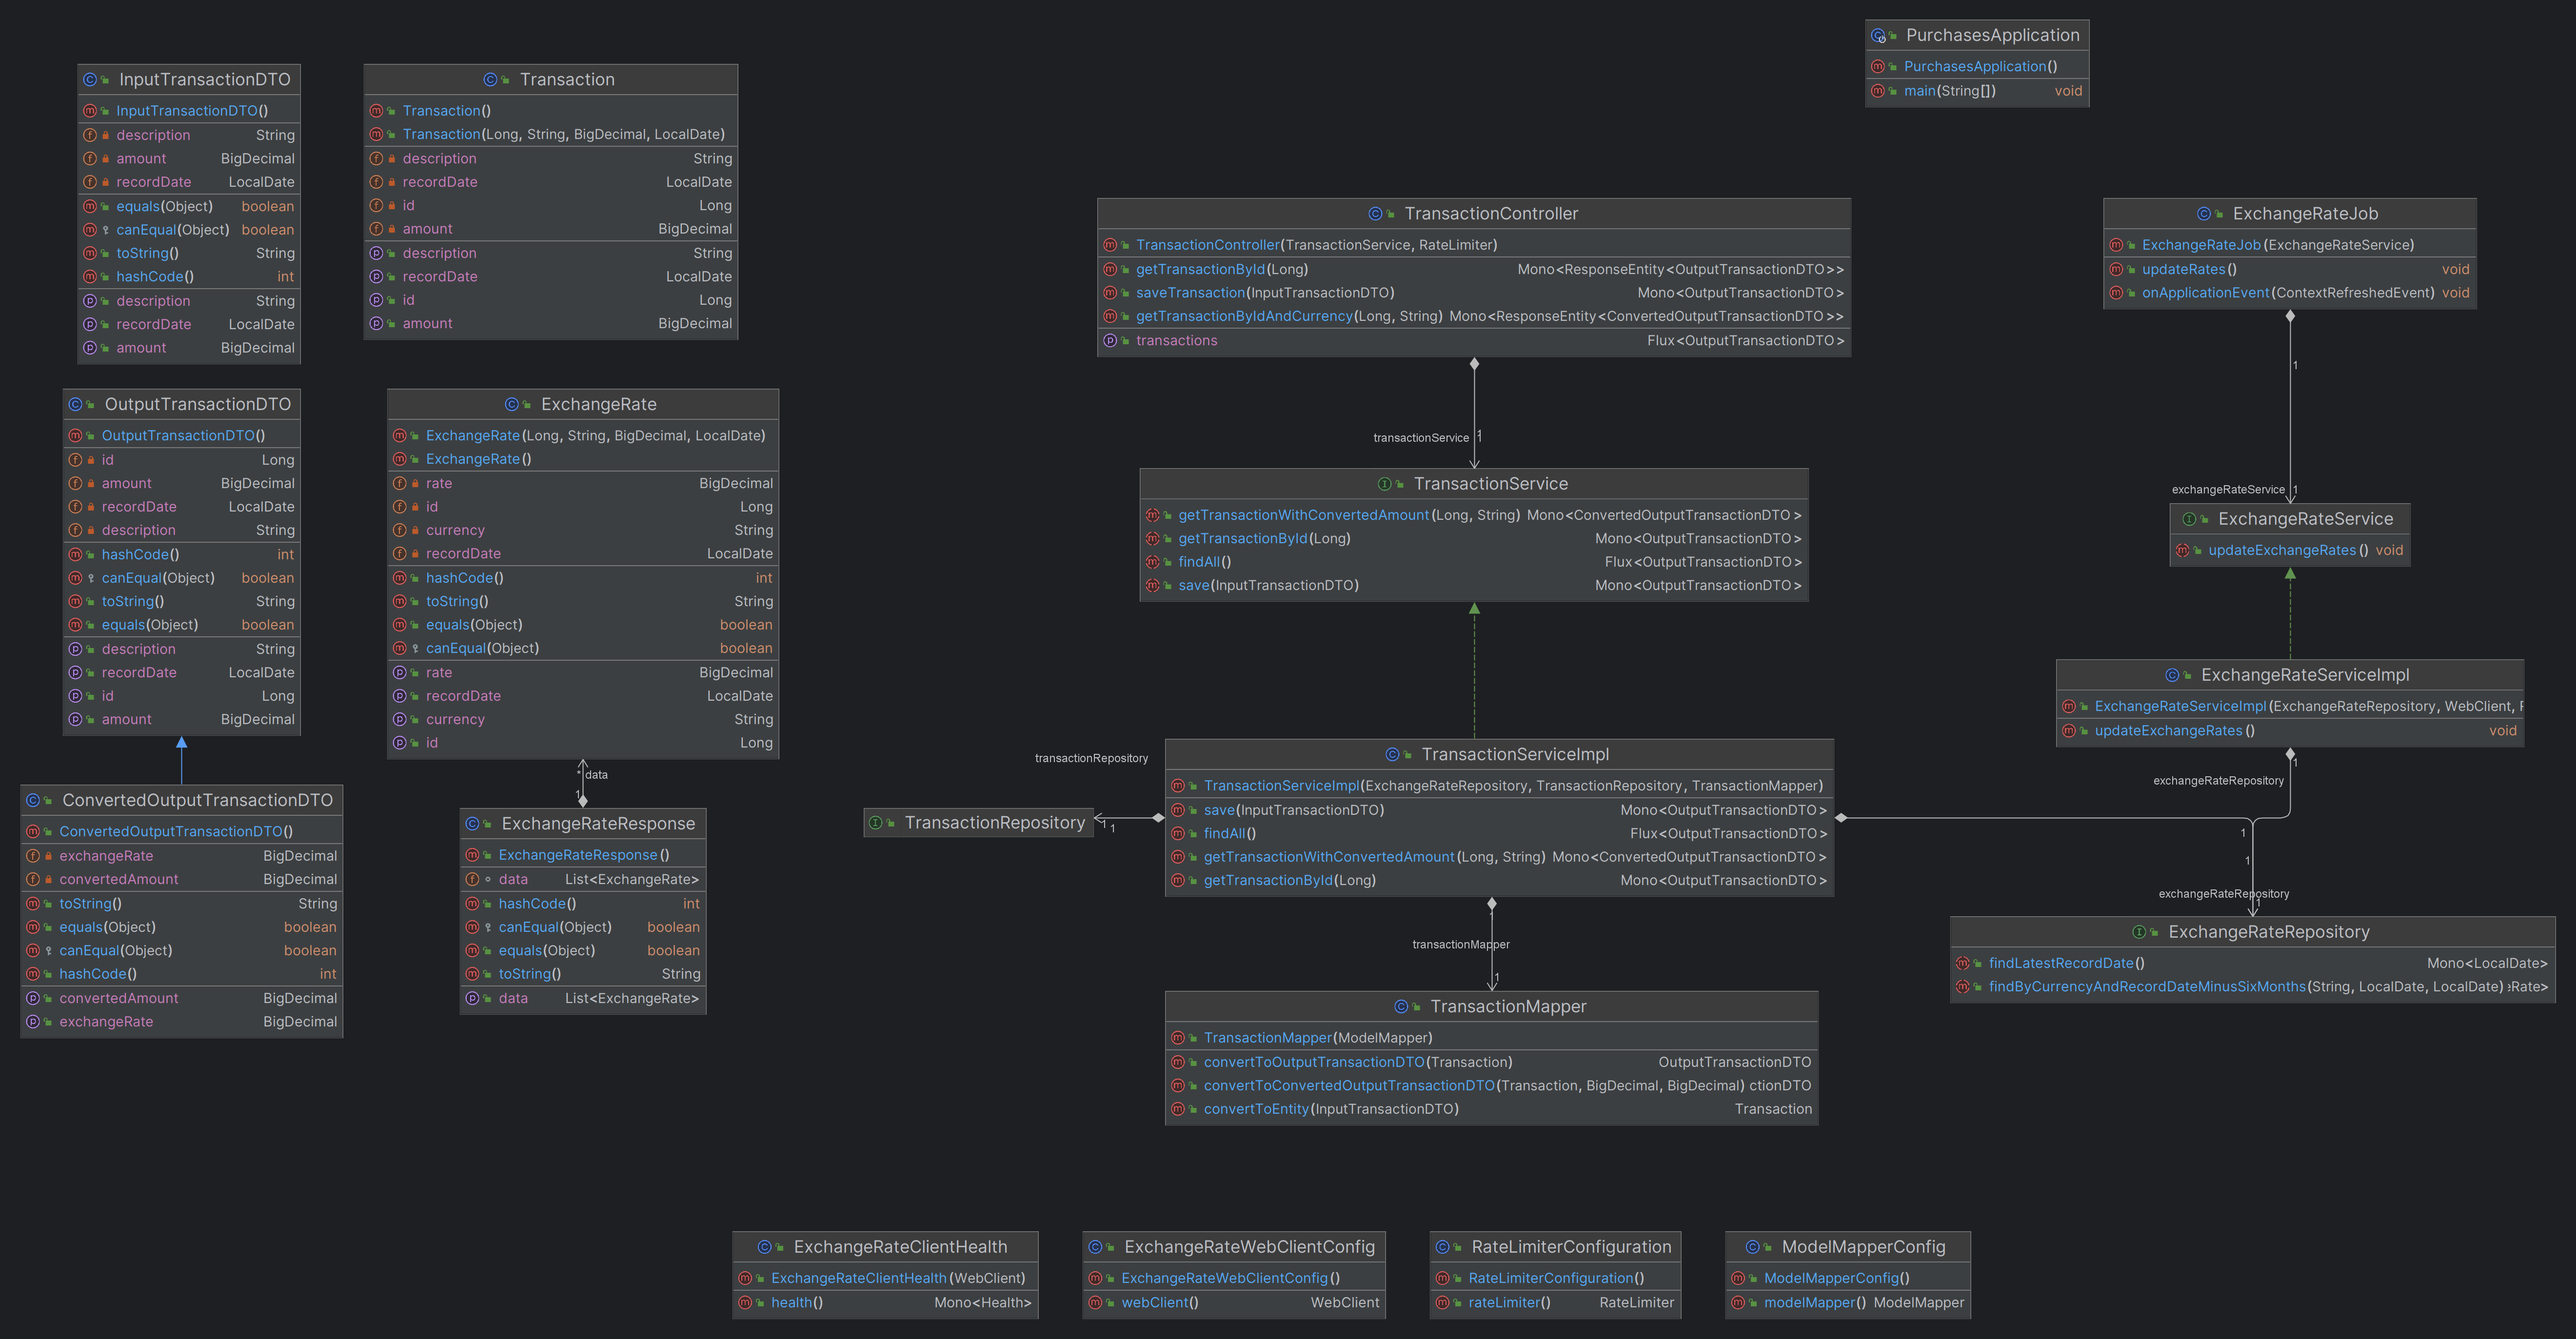 PurchasesApplication
PurchasesApplication()
main(String[]) void
InputTransactionDTO
InputTransactionDTO()
description String
amount BigDecimal
recordDate LocalDate
equals(Object) boolean
canEqual(Object) boolean
toString() String
hashCode() int
description String
recordDate LocalDate
amount BigDecimal
Transaction
Transaction()
Transaction(Long, String, BigDecimal, LocalDate)
description String
recordDate LocalDate
id Long
amount BigDecimal
description String
recordDate LocalDate
id Long
amount BigDecimal
TransactionController
TransactionController(TransactionService, RateLimiter)
getTransactionById(Long) Mono<ResponseEntity<OutputTransactionDTO>>
saveTransaction(InputTransactionDTO) Mono<OutputTransactionDTO>
getTransactionByIdAndCurrency(Long, String) Mono<ResponseEntity<ConvertedOutputTransactionDTO>>
transactions Flux<OutputTransactionDTO>
ExchangeRateJob
ExchangeRateJob(ExchangeRateService)
updateRates() void
onApplicationEvent(ContextRefreshedEvent) void
1
transactionService 1
1
exchangeRateService 1
OutputTransactionDTO
OutputTransactionDTO()
id Long
amount BigDecimal
recordDate LocalDate
description String
hashCode() int
canEqual(Object) boolean
toString() String
equals(Object) boolean
description String
recordDate LocalDate
id Long
amount BigDecimal
ExchangeRate
ExchangeRate(Long, String, BigDecimal, LocalDate)
ExchangeRate()
rate BigDecimal
id Long
currency String
recordDate LocalDate
hashCode() int
toString() String
equals(Object) boolean
canEqual(Object) boolean
rate BigDecimal
recordDate LocalDate
currency String
id Long
* data
1
TransactionService
getTransactionWithConvertedAmount(Long, String) Mono<ConvertedOutputTransactionDTO>
getTransactionById(Long) Mono<OutputTransactionDTO>
findAll() Flux<OutputTransactionDTO>
save(InputTransactionDTO) Mono<OutputTransactionDTO>
ExchangeRateService
updateExchangeRates() void
ExchangeRateServiceImpl
ExchangeRateServiceImpl(ExchangeRateRepository, WebClient,
updateExchangeRates() void
1
exchangeRateRepository
ConvertedOutputTransactionDTO
ConvertedOutputTransactionDTO()
exchangeRate BigDecimal
convertedAmount BigDecimal
toString() String
equals(Object) boolean
canEqual(Object) boolean
hashCode() int
convertedAmount BigDecimal
exchangeRate BigDecimal
ExchangeRateResponse
ExchangeRateResponse()
data List<ExchangeRate>
hashCode() int
canEqual(Object) boolean
equals(Object) boolean
toString() String
data List<ExchangeRate>
transactionRepository
TransactionRepository
1
1
TransactionServiceImpl
TransactionServiceImpl(ExchangeRateRepository, TransactionRepository, TransactionMapper)
save(InputTransactionDTO) Mono<OutputTransactionDTO>
findAll() Flux<OutputTransactionDTO>
getTransactionWithConvertedAmount(Long, String) Mono<ConvertedOutputTransactionDTO>
getTransactionById(Long) Mono<OutputTransactionDTO>
1
transactionMapper
1
1
1
exchangeRateRepository
1
ExchangeRateRepository
findLatestRecordDate() Mono<LocalDate>
findByCurrencyAndRecordDateMinusSixMonths(String, LocalDate, LocalDate) Rate>
TransactionMapper
TransactionMapper(ModelMapper)
convertToOutputTransactionDTO(Transaction) OutputTransactionDTO
convertToConvertedOutputTransactionDTO(Transaction, BigDecimal, BigDecimal) ctionDTO
convertToEntity(InputTransactionDTO) Transaction
ExchangeRateClientHealth
ExchangeRateClientHealth(WebClient)
health() Mono<Health>
ExchangeRateWebClientConfig
ExchangeRateWebClientConfig()
webClient() WebClient
RateLimiterConfiguration
RateLimiterConfiguration()
rateLimiter() RateLimiter
ModelMapperConfig
ModelMapperConfig()
modelMapper() ModelMapper